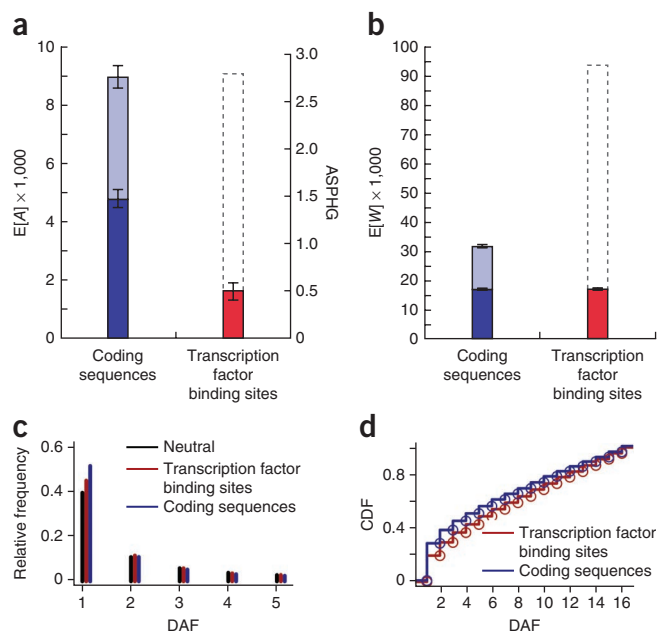 a
E[A] × 1,000
10
8
6
4
2
0
3.0
2.5
2.0
1.5
1.0
0.5
0
ASPHG
Coding
sequences
Transcription
factor
binding sites
b
E[W] × 1,000
100
90
80
70
60
50
40
30
20
10
0
Coding
sequences
Transcription
factor
binding sites
c
Relative frequency
0.6
0.4
0.2
0
Neutral
Transcription factor
binding sites
Coding sequences
1 2 3 4 5
DAF
d
CDF
0.8
0.4
0
Transcription factor
binding sites
Coding sequences
2 4 6 8 10 12 14 16
DAF